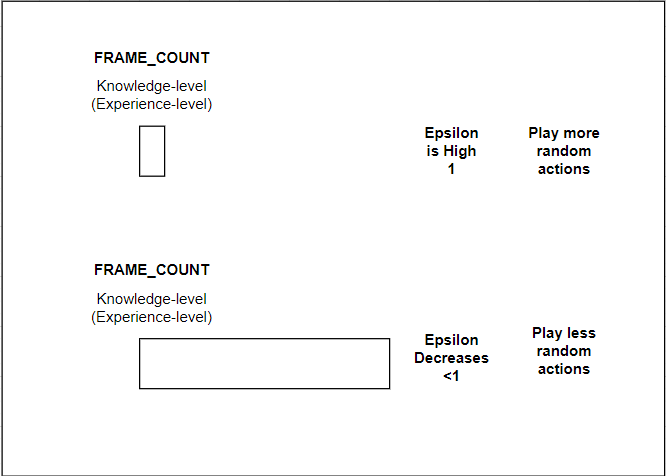 FRAME_COUNT
Knowledge-level
(Experience-level)
Epsilon
is High
1
Play more
random
actions
FRAME_COUNT
Knowledge-level
(Experience-level)
Epsilon
Decreases
<1
Play less
random
actions